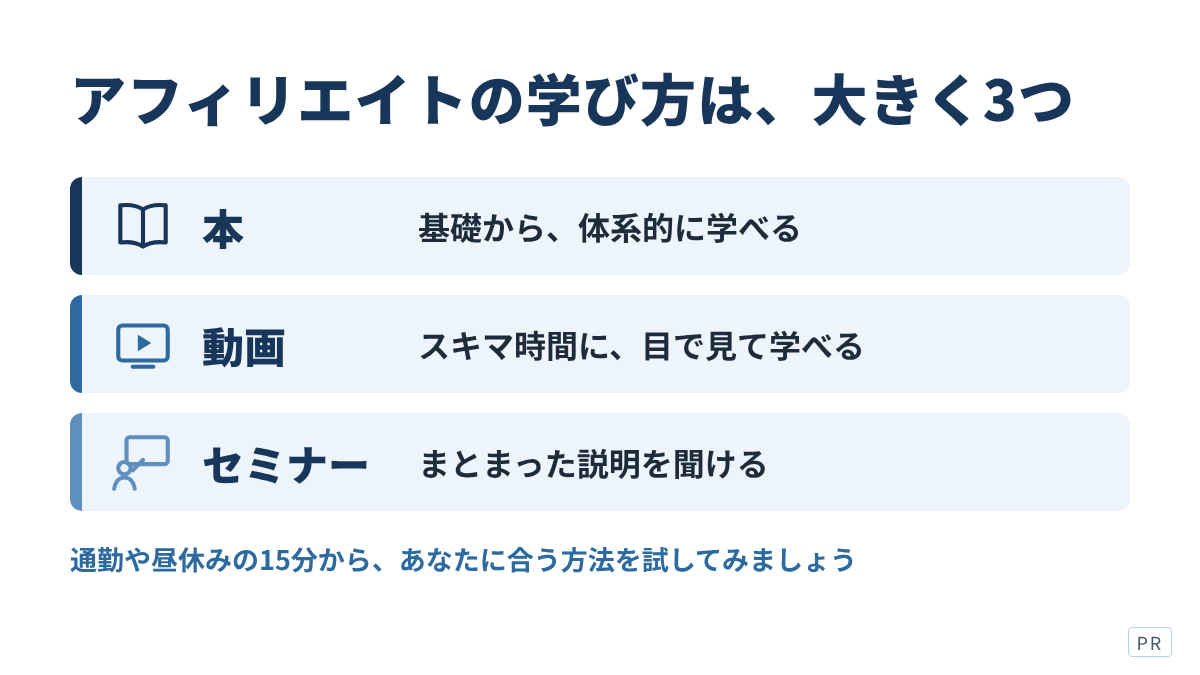 アフィリエイトの学び方は、大きく3つ
本 基礎から、体系的に学べる
動画 スキマ時間に、目で見て学べる
セミナー まとまった説明を聞ける
通勤や昼休みの15分から、あなたに合う方法を試してみましょう
PR